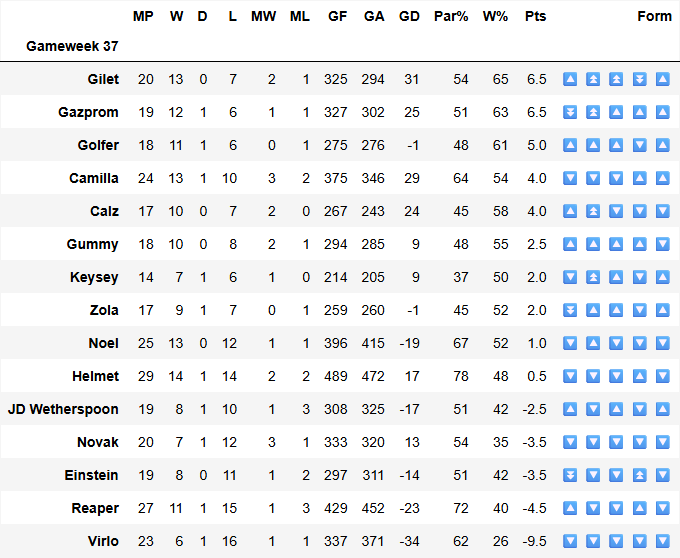 MP W D L MW ML GF GA GD Par% W% Pts Form
Gameweek 37
Gilet 20 13 0 7 2 1 325 294 31 54 65 6.5 🔼 ⏫ ⏫ ⏬ 🔼
Gazprom 19 12 1 6 1 1 327 302 25 51 63 6.5 ⏬ ⏫ 🔼 🔼 🔼
Golfer 18 11 1 6 0 1 275 276 -1 48 61 5.0 🔼 🔼 🔼 🔽 🔼
Camilla 24 13 1 10 3 2 375 346 29 64 54 4.0 🔽 🔽 🔽 🔼 🔼
Calz 17 10 0 7 2 0 267 243 24 45 58 4.0 🔼 ⏫ 🔽 🔽 🔽
Gummy 18 10 0 8 2 1 294 285 9 48 55 2.5 🔼 🔼 🔼 🔼 🔽
Keysey 14 7 1 6 1 0 214 205 9 37 50 2.0 🔽 ⏫ 🔼 🔽 🔼
Zola 17 9 1 7 0 1 259 260 -1 45 52 2.0 ⏬ 🔼 🔼 🔽 🔼
Noel 25 13 0 12 1 1 396 415 -19 67 52 1.0 🔽 🔼 🔽 🔽 🔽
Helmet 29 14 1 14 2 2 489 472 17 78 48 0.5 🔽 🔽 🔽 🔼 🔽
JD Wetherspoon 19 8 1 10 1 3 308 325 -17 51 42 -2.5 🔼 🔽 🔼 🔽 🔼
Novak 20 7 1 12 3 1 333 320 13 54 35 -3.5 🔽 🔽 🔽 🔽 🔽
Einstein 19 8 0 11 1 2 297 311 -14 51 42 -3.5 ⏬ 🔽 🔽 ⏫ 🔽
Reaper 27 11 1 15 1 3 429 452 -23 72 40 -4.5 🔼 🔽 🔽 🔼 🔽
Virlo 23 6 1 16 1 1 337 371 -34 62 26 -9.5 🔽 🔽 🔽 🔽 🔽